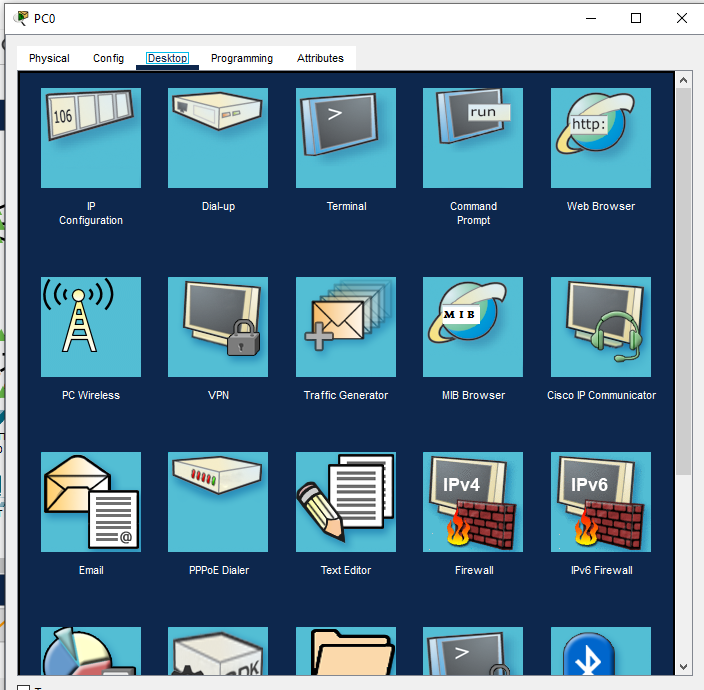 PC0
Physical
Config
Desktop
Programming
Attributes
106
>
run
http:
IP
Configuration
Dial-up
Terminal
Command
Prompt
Web Browser
MIB
PC Wireless
VPN
Traffic Generator
MIB Browser
Cisco IP Communicator
@
IPv4
IPv6
Email
PPPoE Dialer
Text Editor
Firewall
IPv6 Firewall
>